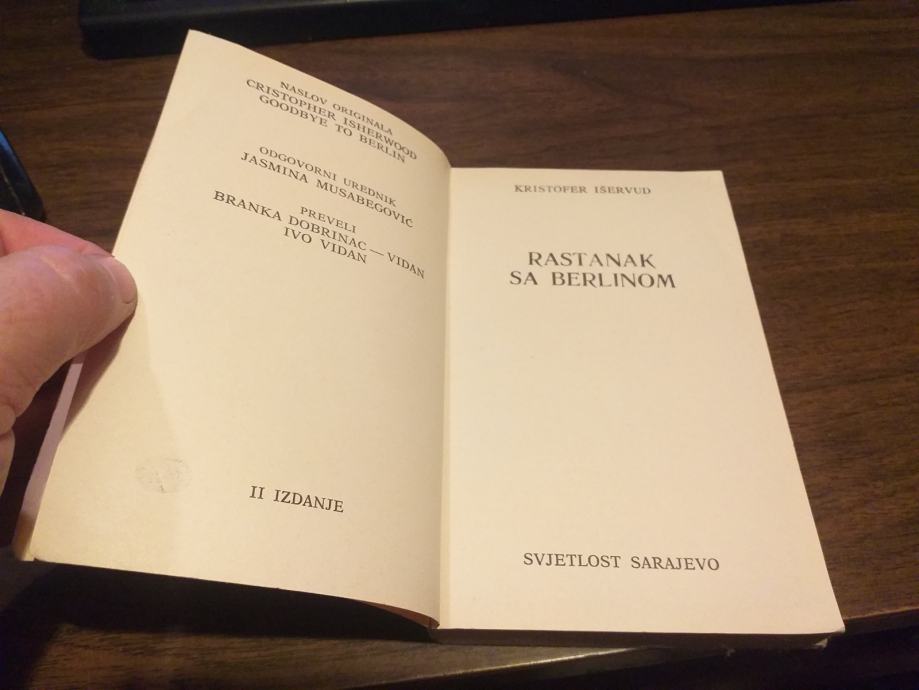 NASLOV ORIGINALA
CRISTOPHER ISHERWOOD
GOODBYE TO BERLIN
ODGOVORNI UREDNIK
JASMINA MUSABEGOVIĆ
PREVELI
BRANKA DOBRINAC — VIDAN
IVO VIDAN
II IZDANJE
KRISTOFER IŠERVUD
RASTANAK
SA BERLINOM
SVJETLOST SARAJEVO